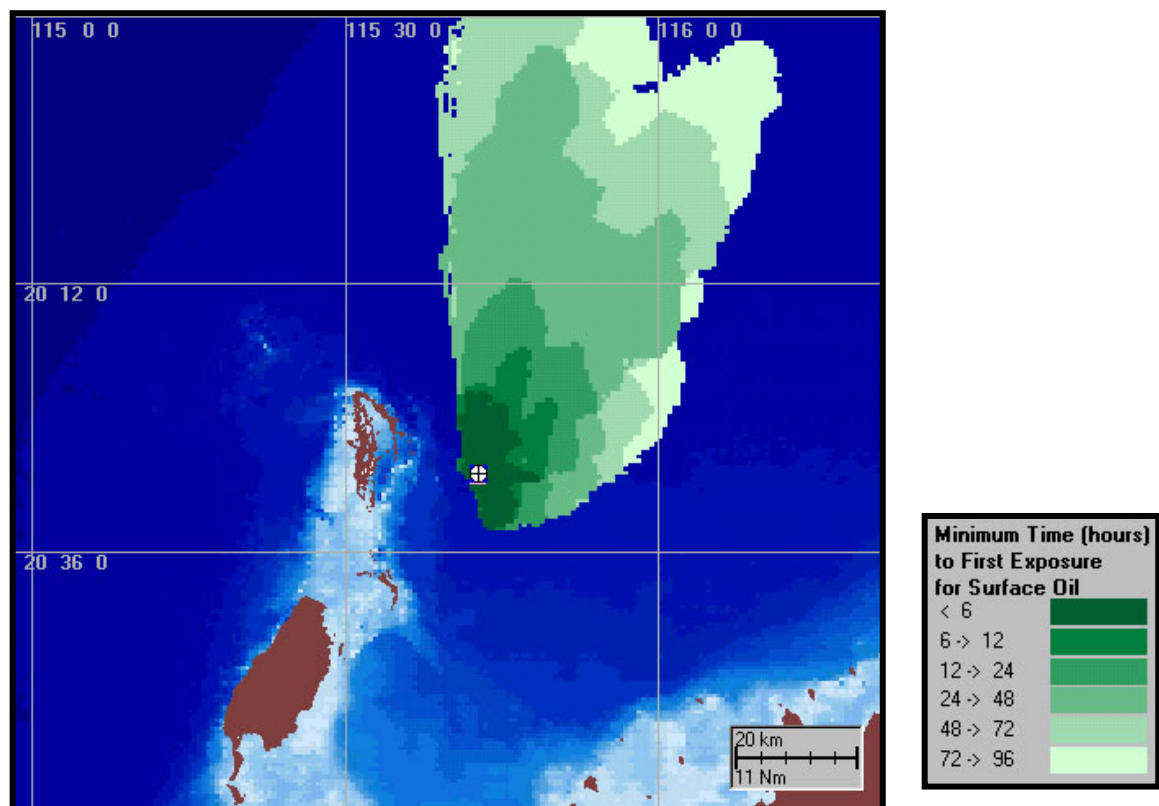 115 0 0
115 30 0
116 0 0
20 12 0
20 36 0
20 km
11 Nm
Minimum Time (hours)
to First Exposure
for Surface Oil
< 6
6 -> 12
12 -> 24
24 -> 48
48 -> 72
72 -> 96